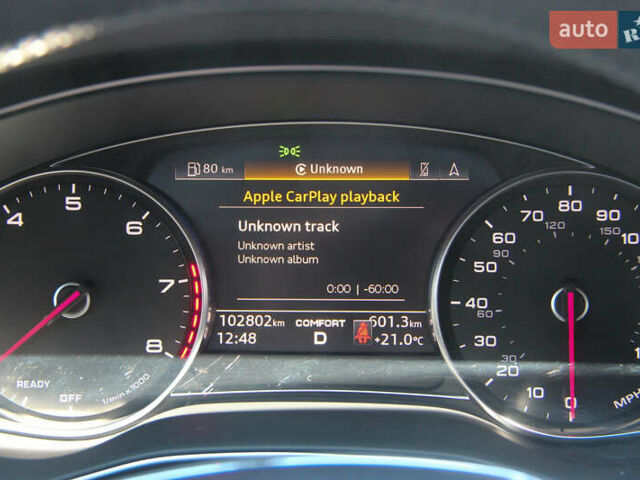 auto R
80 km Unknown
Apple CarPlay playback
Unknown track
Unknown artist
Unknown album
0:00 | -60:00
102802km COMFORT 601.3km
12:48 D +21.0°C
4 5 6 7 8
READY OFF 1/min x 1000
0 10 20 30 40 50 60 70 80 90
30 60 90 120 150
MPH